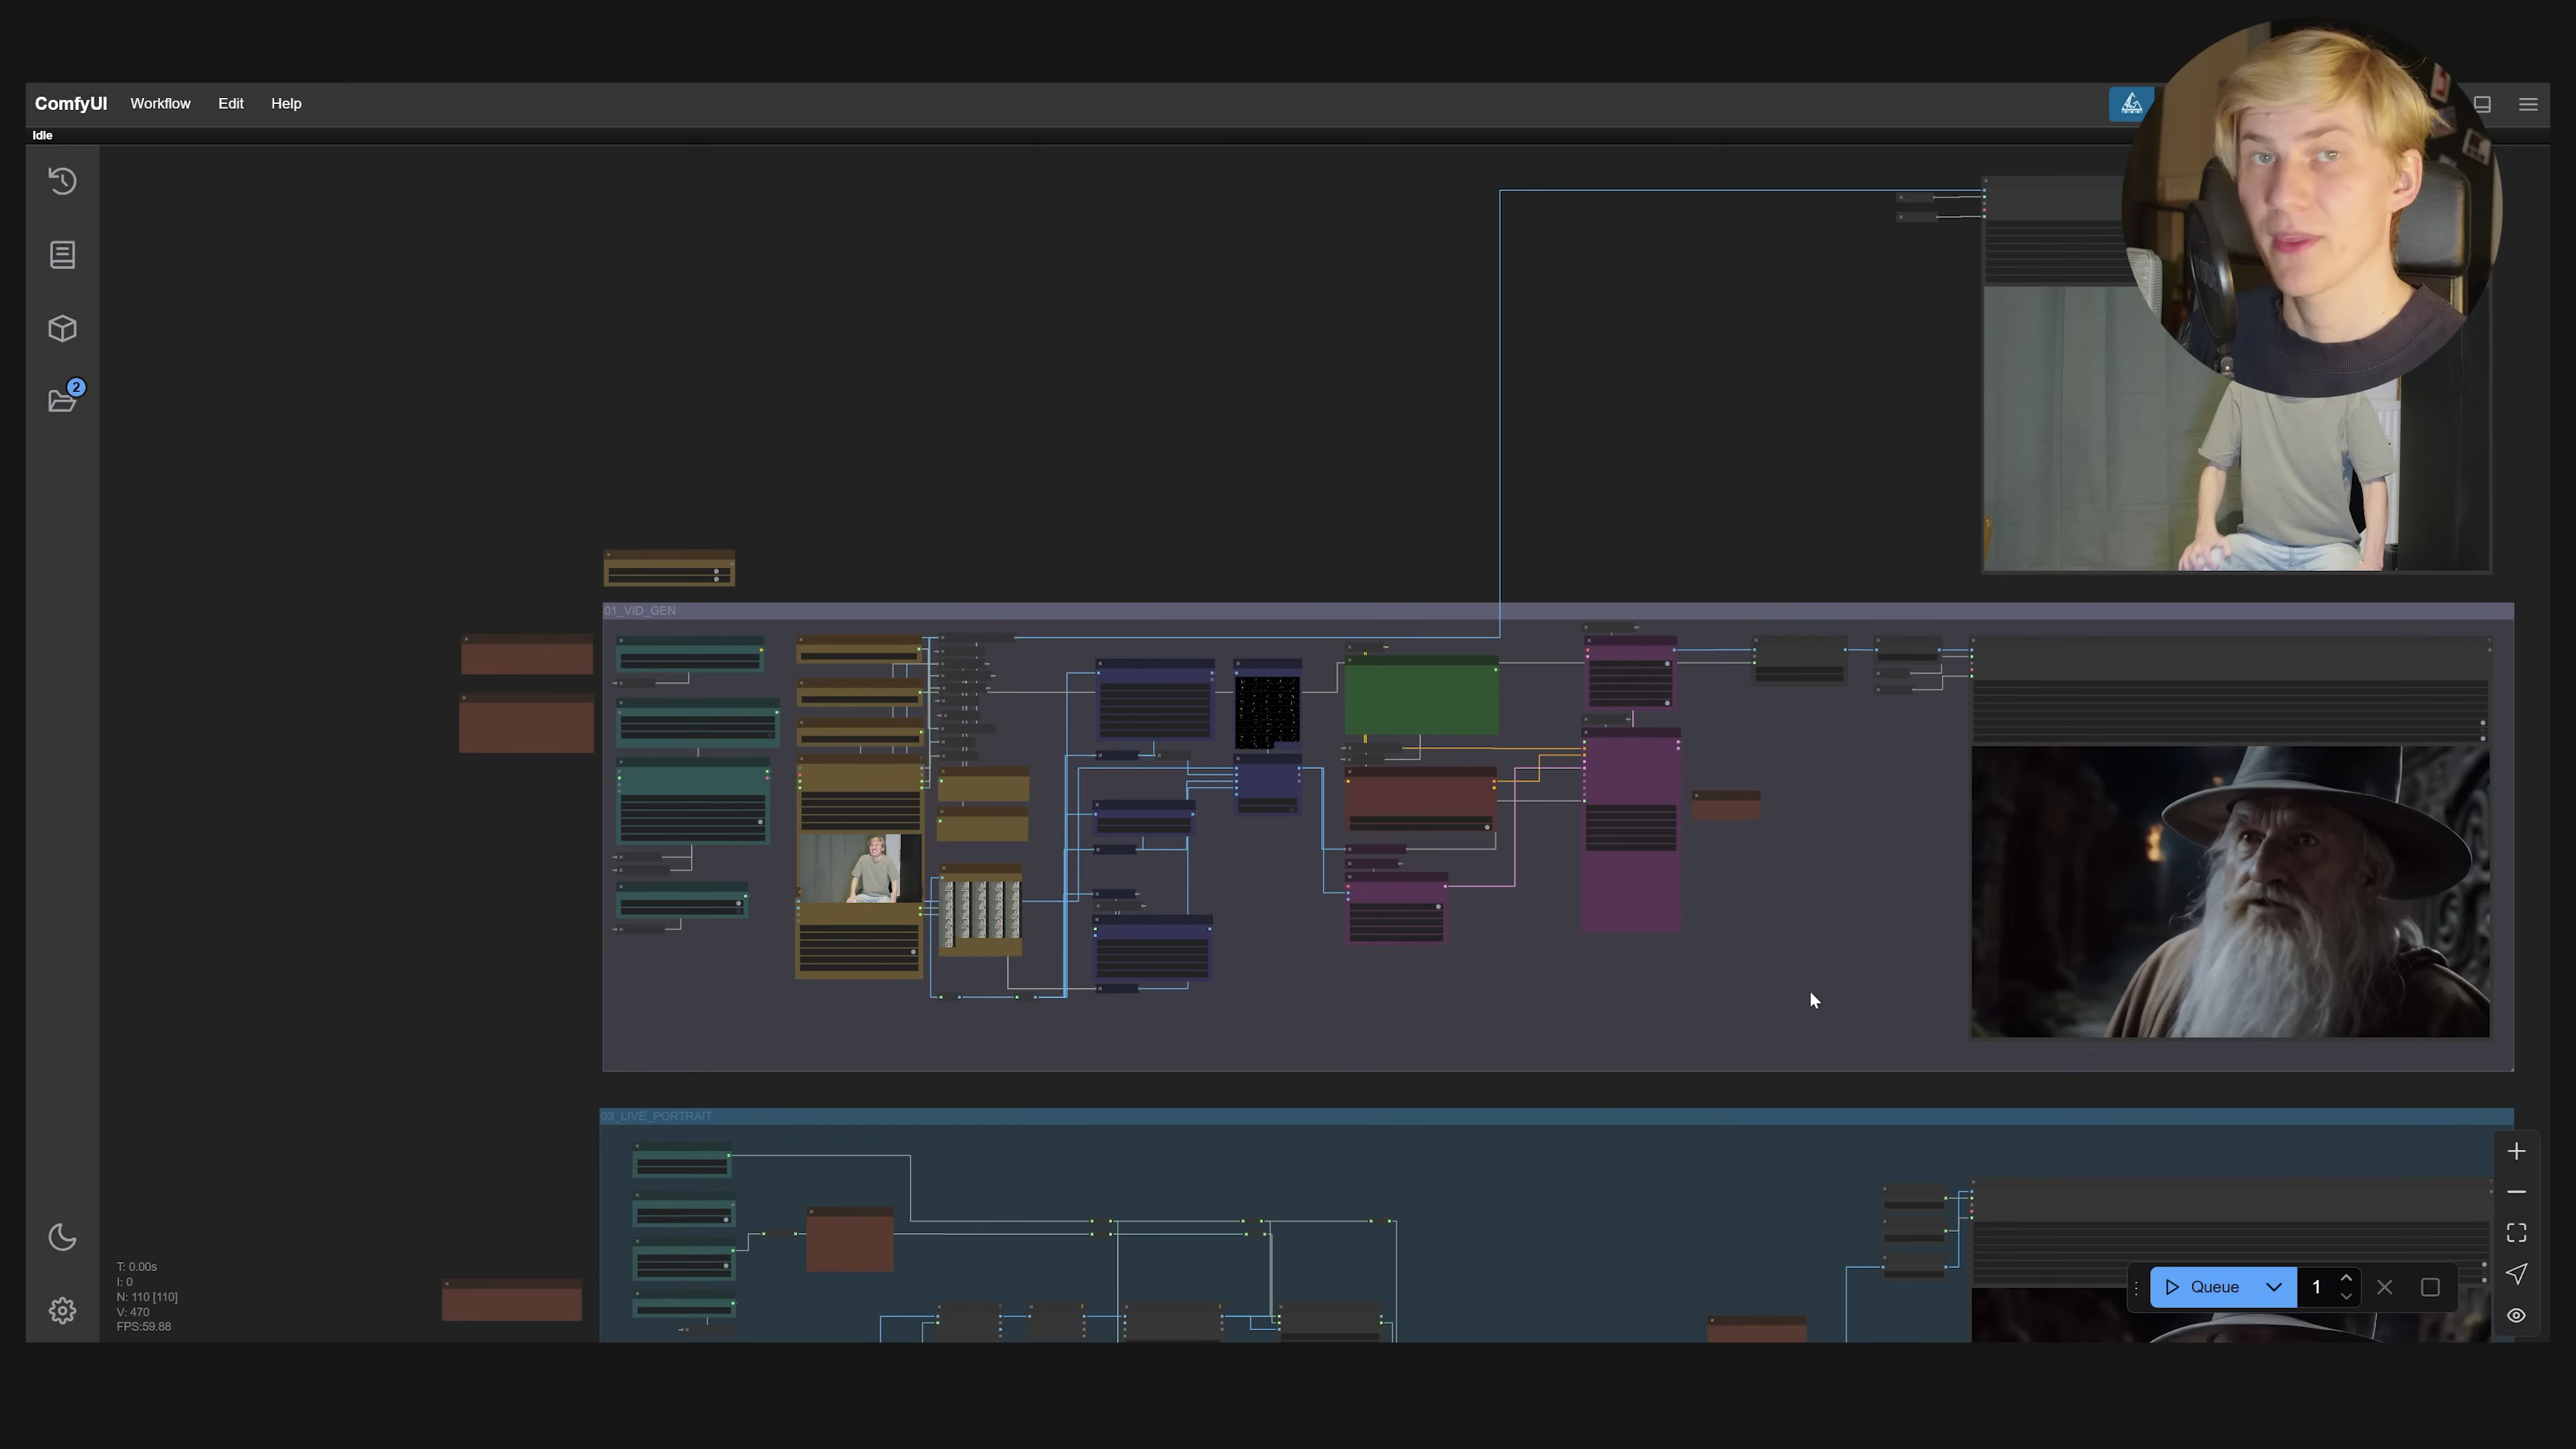 ComfyUI Workflow Edit Help
Idle
2
01_VID_GEN
03_LIVE_PORTRAIT
T: 0.00s
I: 0
N: 110 [110]
V: 470
FPS:59.88
Queue 1